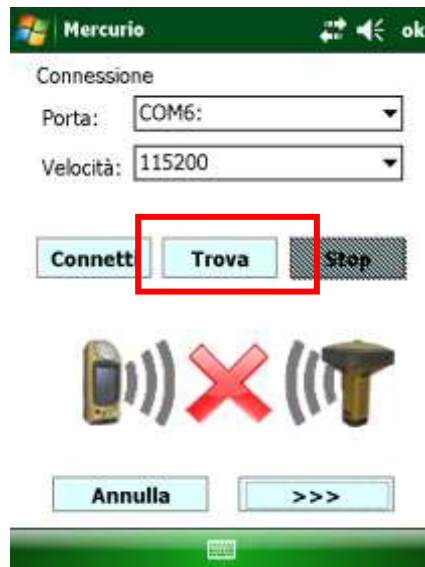 Mercurio ok
Connessione
Porta: COM6:
Velocità: 115200
Connett Trova Stop
Annulla >>>